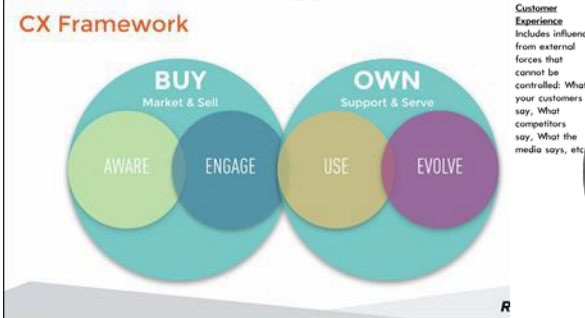 CX Framework
BUY
Market & Sell
AWARE
ENGAGE
OWN
Support & Serve
USE
EVOLVE
R
Customer
Experience
Includes influenc
from external
forces that
cannot be
controlled: What
your customers
say, What
competitors
say, What the
media says, etc